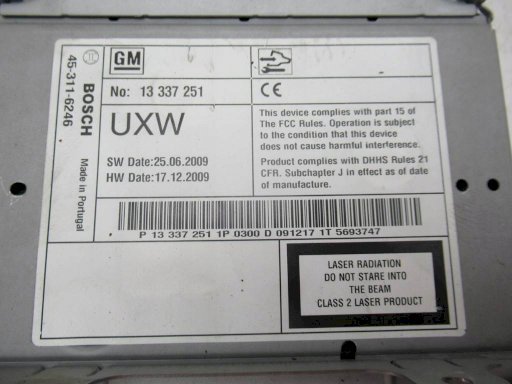 BOSCH
45-311-6246
Made in Portugal
GM
No: 13 337 251
UXW
SW Date:25.06.2009
HW Date:17.12.2009
CE
This device complies with part 15 of
The FCC Rules. Operation is subject
to the condition that this device
does not cause harmful interference.
Product complies with DHHS Rules 21
CFR. Subchapter J in effect as of date
of manufacture.
P 13 337 251 1P 0300 D 091217 1T 5693747
LASER RADIATION
DO NOT STARE INTO
THE BEAM
CLASS 2 LASER PRODUCT